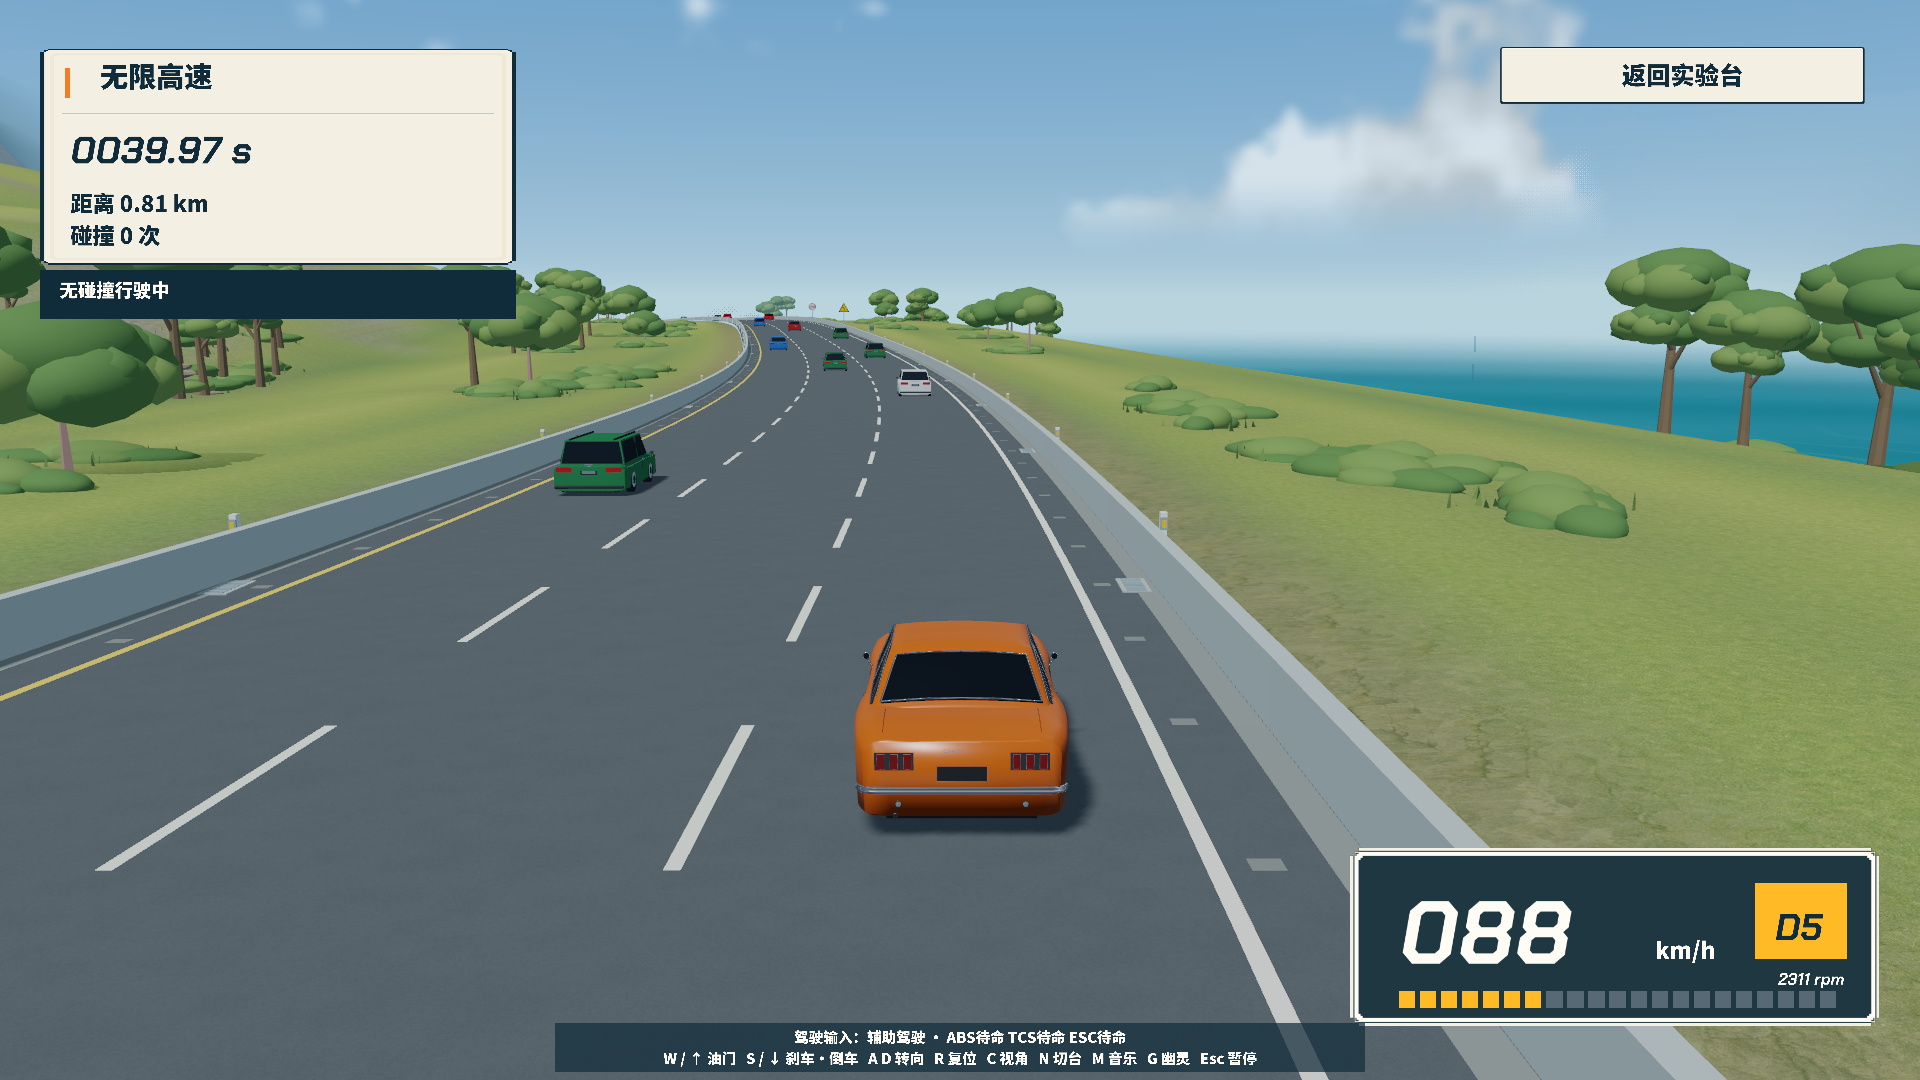 无限高速
0039.97 s
距离 0.81 km
碰撞 0 次
无碰撞行驶中
返回实验台
088 km/h D5
2311 rpm
驾驶输入：辅助驾驶 · ABS待命 TCS待命 ESC待命
W / ↑ 油门 S / ↓ 刹车 · 倒车 A D 转向 R 复位 C 视角 N 切台 M 音乐 G 幽灵 Esc 暂停